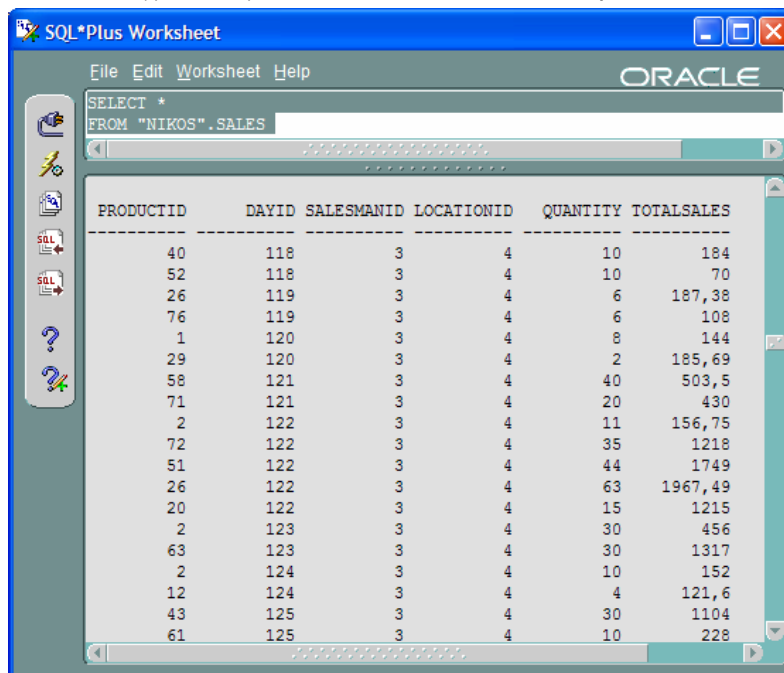 SQL*Plus Worksheet
File Edit Worksheet Help
ORACLE
SELECT *
FROM "NIKOS".SALES
PRODUCTID DAYID SALESMANID LOCATIONID QUANTITY TOTALSALES
---------- ---------- ---------- ---------- ---------- ----------
40 118 3 4 10 184
52 118 3 4 10 70
26 119 3 4 6 187,38
76 119 3 4 6 108
1 120 3 4 8 144
29 120 3 4 2 185,69
58 121 3 4 40 503,5
71 121 3 4 20 430
2 122 3 4 11 156,75
72 122 3 4 35 1218
51 122 3 4 44 1749
26 122 3 4 63 1967,49
20 122 3 4 15 1215
2 123 3 4 30 456
63 123 3 4 30 1317
2 124 3 4 10 152
12 124 3 4 4 121,6
43 125 3 4 30 1104
61 125 3 4 10 228
SQL
SQL